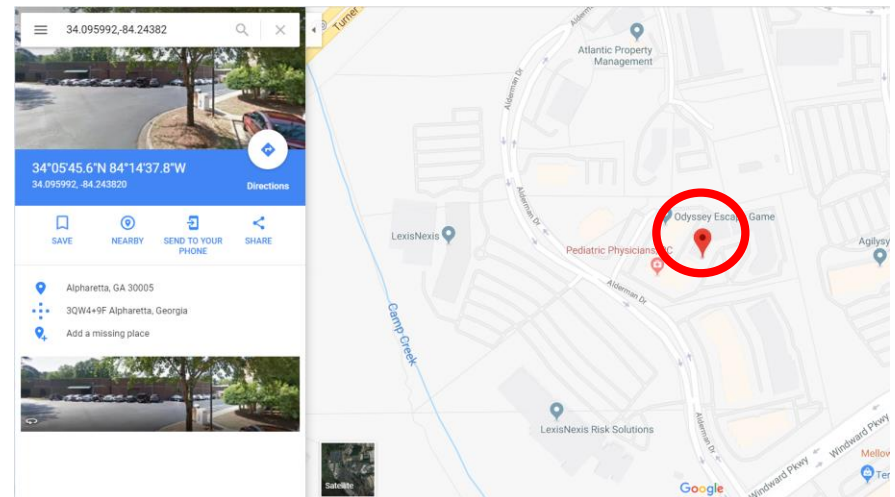 34.095992,-84.24382
34°05'45.6"N 84°14'37.8"W
34.095992, -84.243820
Directions
SAVE
NEARBY
SEND TO YOUR
PHONE
SHARE
Alpharetta, GA 30005
3QW4+9F Alpharetta, Georgia
Add a missing place
Turner
Alderman
Atlantic Property
Management
Alderman Dr
Alderman Dr
Odyssey Escape Game
LexisNexis
Pediatric Physicians, PC
Agilysy
Alderman Dr
Camp Creek
LexisNexis Risk Solutions
Alderman Dr
Windward Pkwy
Windward Pkwy
Mellow
Ter
Satellite
Google